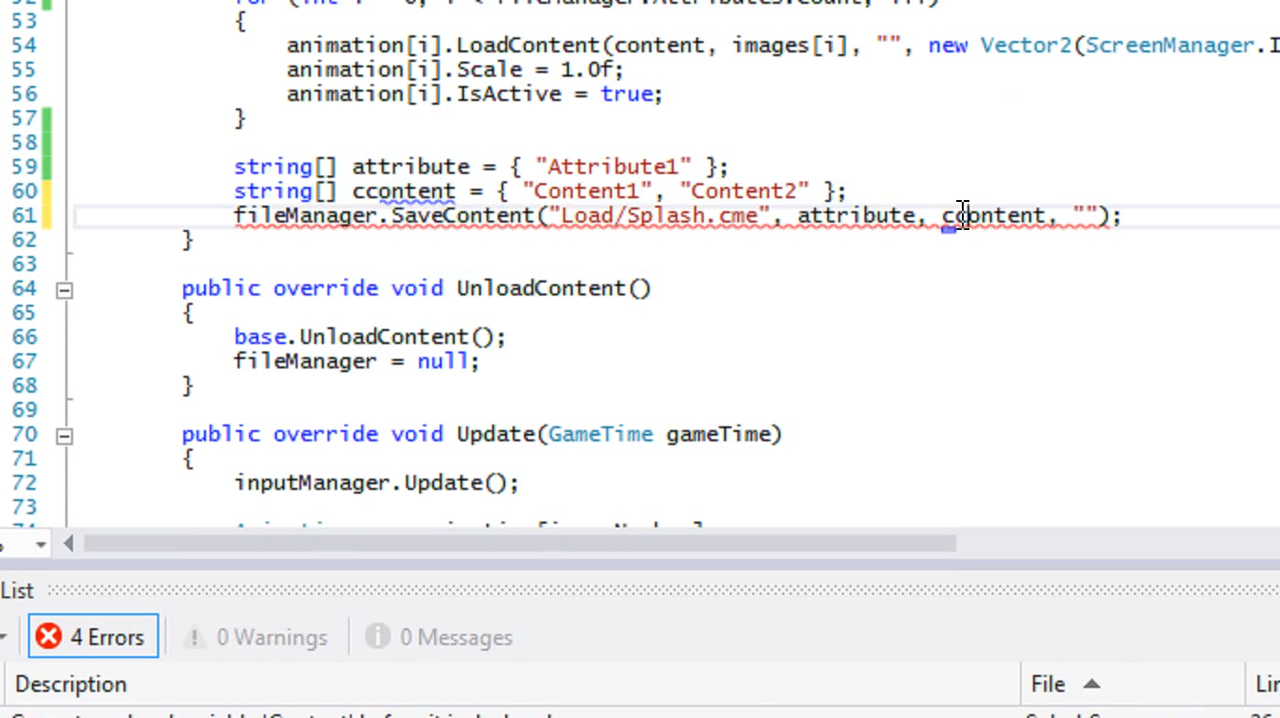 53 {
54 animation[i].LoadContent(content, images[i], "", new Vector2(ScreenManager.I
55 animation[i].Scale = 1.0f;
56 animation[i].IsActive = true;
57 }
58
59 string[] attribute = { "Attribute1" };
60 string[] ccontent = { "Content1", "Content2" };
61 fileManager.SaveContent("Load/Splash.cme", attribute, ccontent, "");
62 }
63
64 public override void UnloadContent()
65 {
66 base.UnloadContent();
67 fileManager = null;
68 }
69
70 public override void Update(GameTime gameTime)
71 {
72 inputManager.Update();
73
List
4 Errors 0 Warnings 0 Messages
Description File